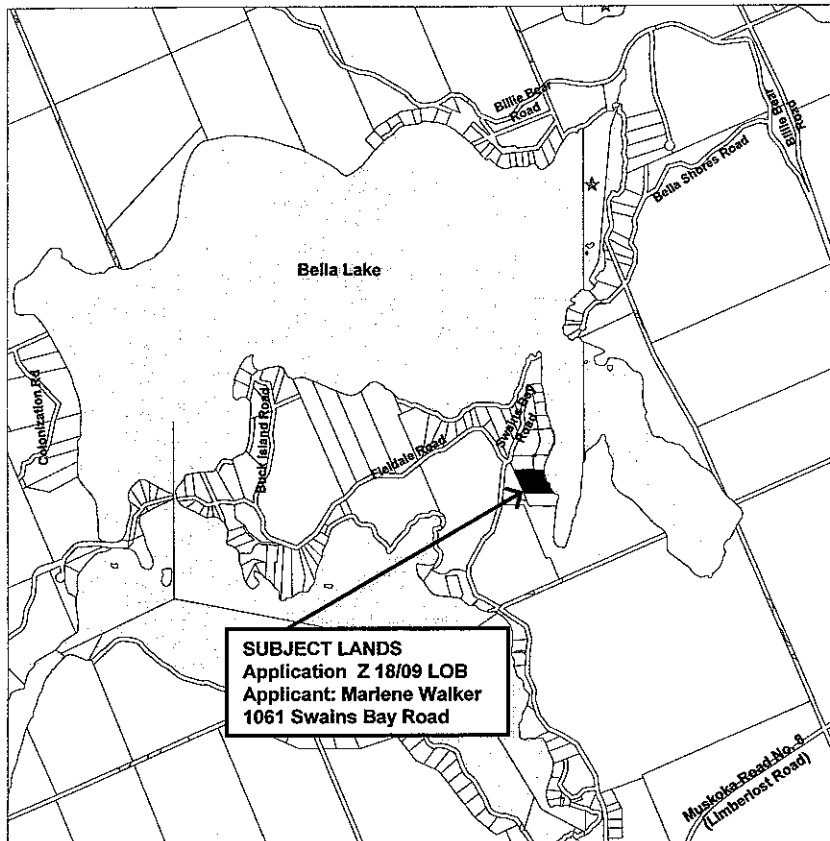 Billie Bear
Road
Billie Bear
Road
Bella Shores Road
Bella Lake
Colonization Rd
Buck Island Road
Fieldale Road
Swains Bay
Road
SUBJECT LANDS
Application Z 18/09 LOB
Applicant: Marlene Walker
1061 Swains Bay Road
Muskoka Road No. 8
(Limberlost Road)